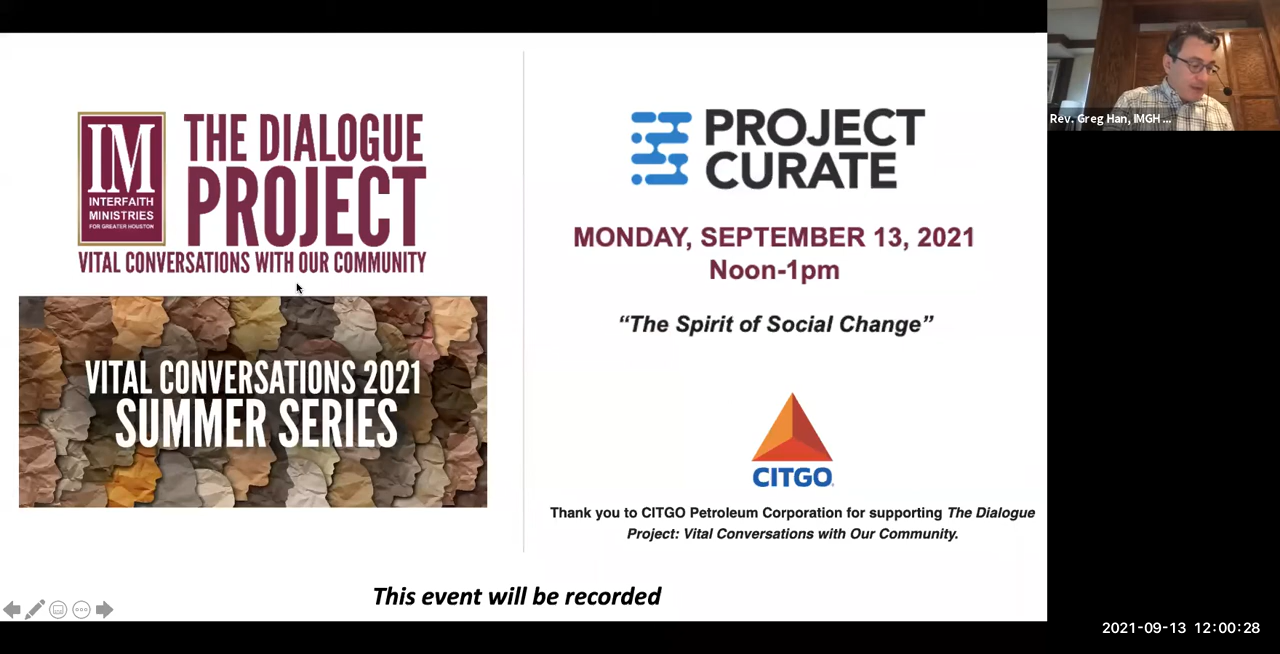 IM
INTERFAITH
MINISTRIES
FOR GREATER HOUSTON
THE DIALOGUE
PROJECT
VITAL CONVERSATIONS WITH OUR COMMUNITY
VITAL CONVERSATIONS 2021
SUMMER SERIES
PROJECT
CURATE
MONDAY, SEPTEMBER 13, 2021
Noon-1pm
“The Spirit of Social Change”
CITGO
Thank you to CITGO Petroleum Corporation for supporting The Dialogue
Project: Vital Conversations with Our Community.
This event will be recorded
Rev. Greg Han, IMGH ...
2021-09-13 12:00:28